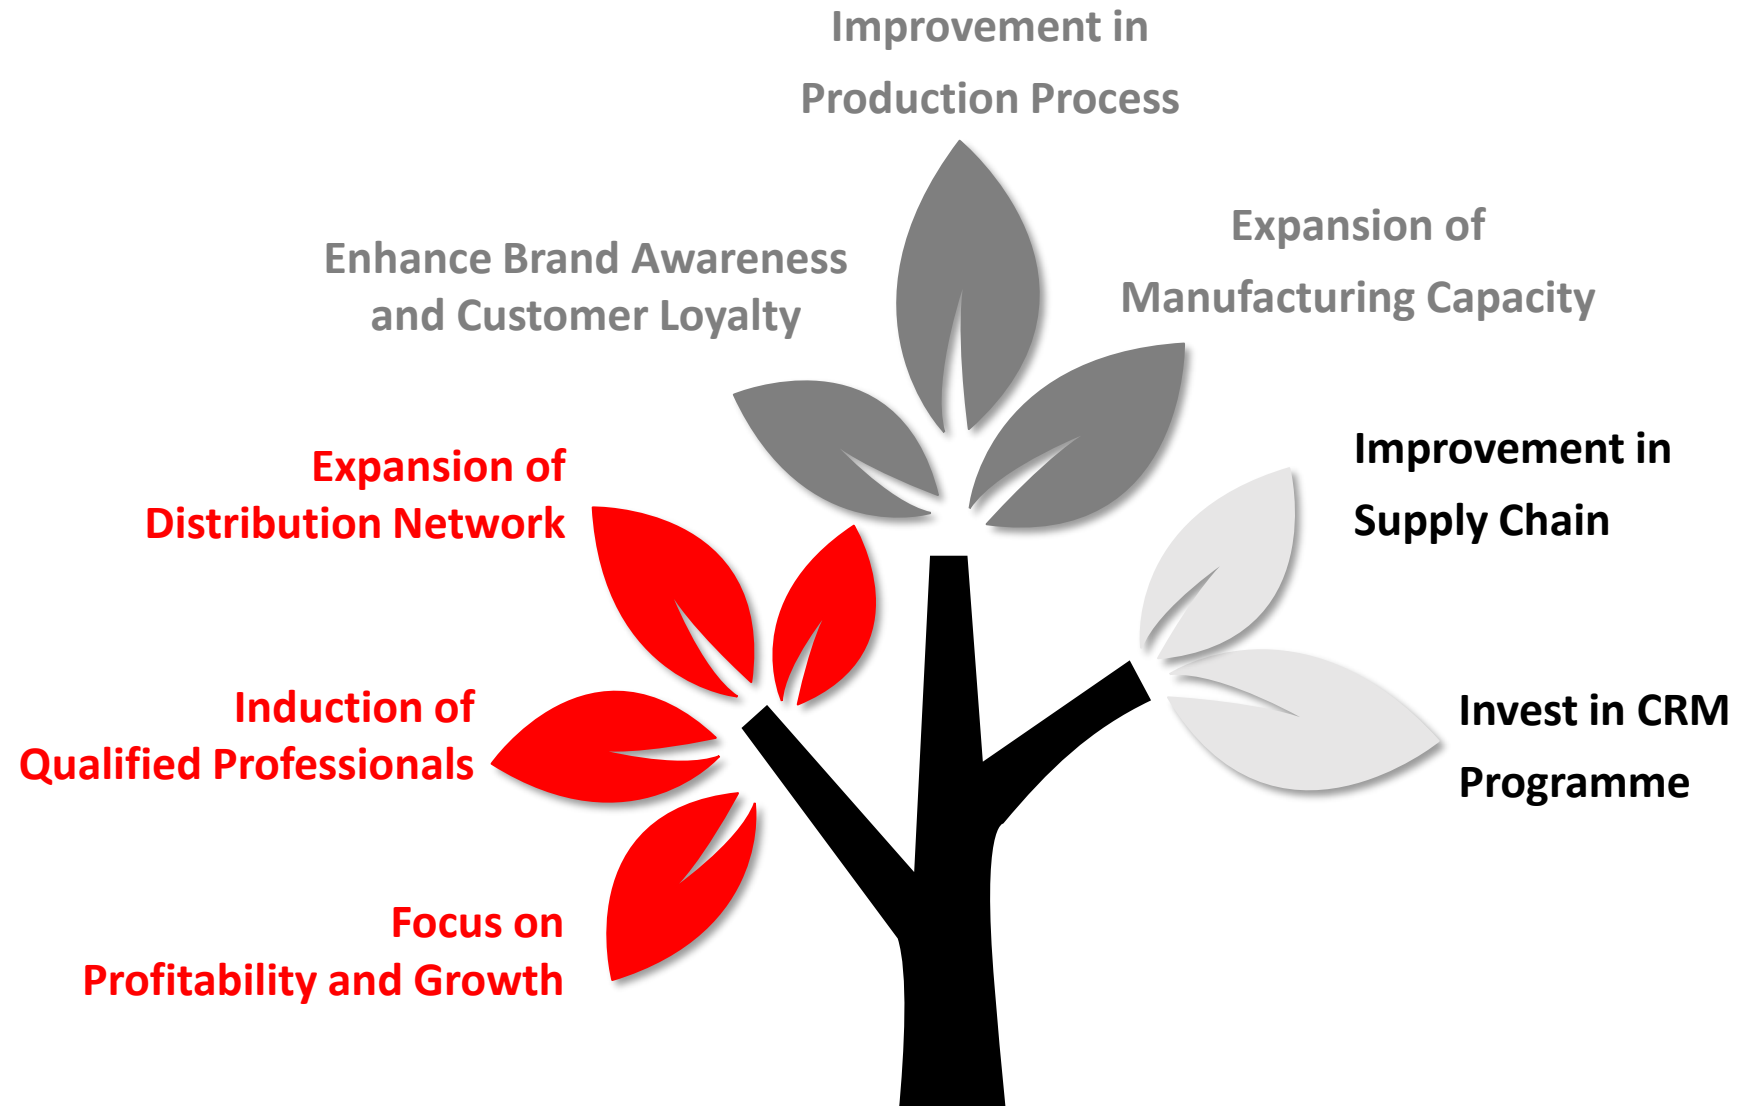 Improvement in
Production Process
Enhance Brand Awareness
and Customer Loyalty
Expansion of
Manufacturing Capacity
Expansion of
Distribution Network
Improvement in
Supply Chain
Induction of
Qualified Professionals
Invest in CRM
Programme
Focus on
Profitability and Growth